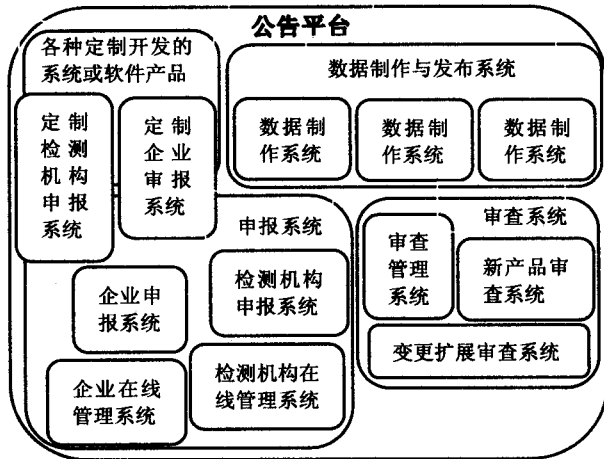 公告平台
各种定制开发的
系统或软件产品
定制
检测
机构
申报
系统
定制
企业
审报
系统
数据制作与发布系统
数据制
作系统
数据制
作系统
数据制
作系统
申报系统
企业申
报系统
检测机构
申报系统
企业在线
管理系统
检测机构在
线管理系统
审查系统
审查
管理
系统
新产品审
查系统
变更扩展审查系统